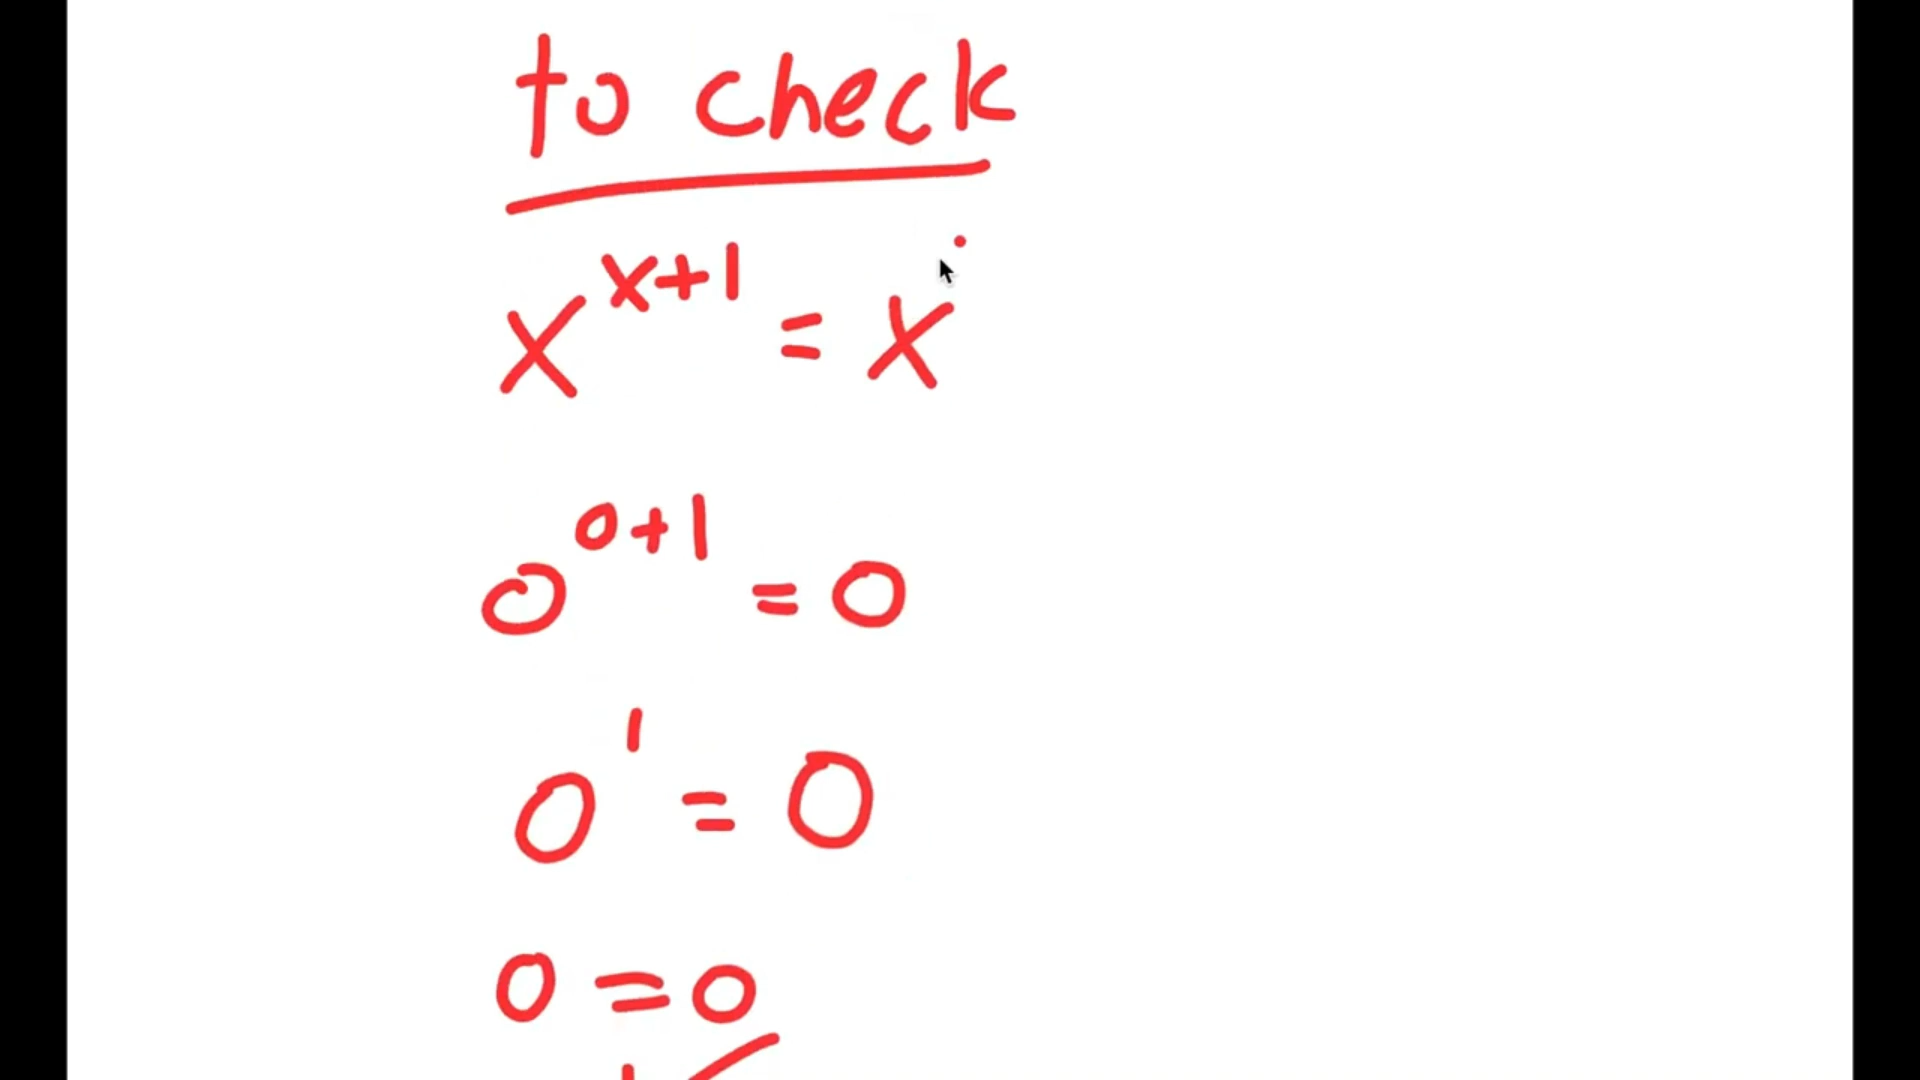 to check
x^{x+1} = x
0^{0+1} = 0
0^1 = 0
0 = 0